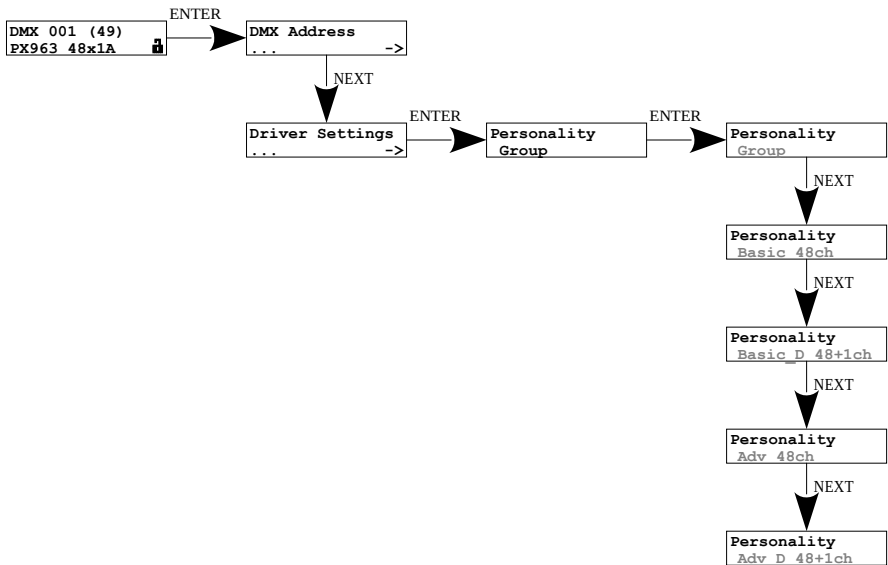 ENTER
DMX 001 (49)
PX963 48x1A
DMX Address
... ->
NEXT
Driver Settings
... ->
ENTER
Personality
Group
ENTER
Personality
Group
NEXT
Personality
Basic 48ch
NEXT
Personality
Basic_D 48+1ch
NEXT
Personality
Adv 48ch
NEXT
Personality
Adv D 48+1ch